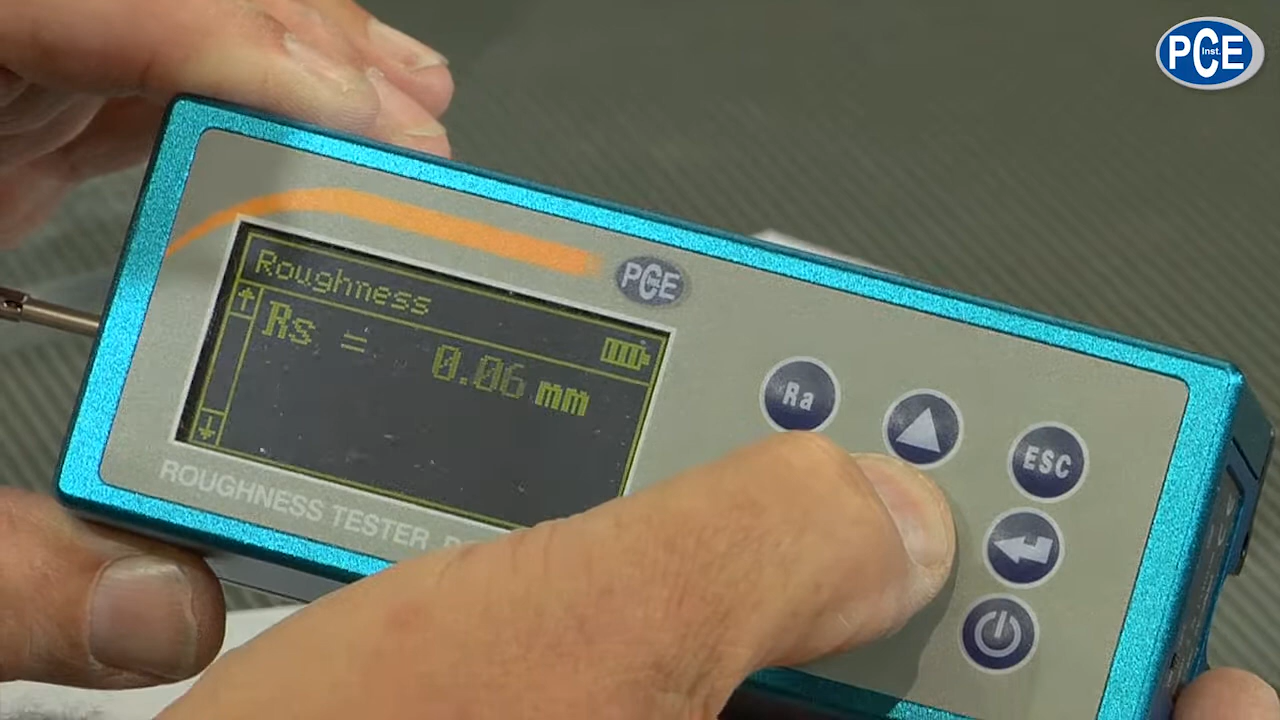 PCE
Inst.
PCE
Roughness
Rs = 0.06 mm
Ra
ESC
ROUGHNESS TESTER